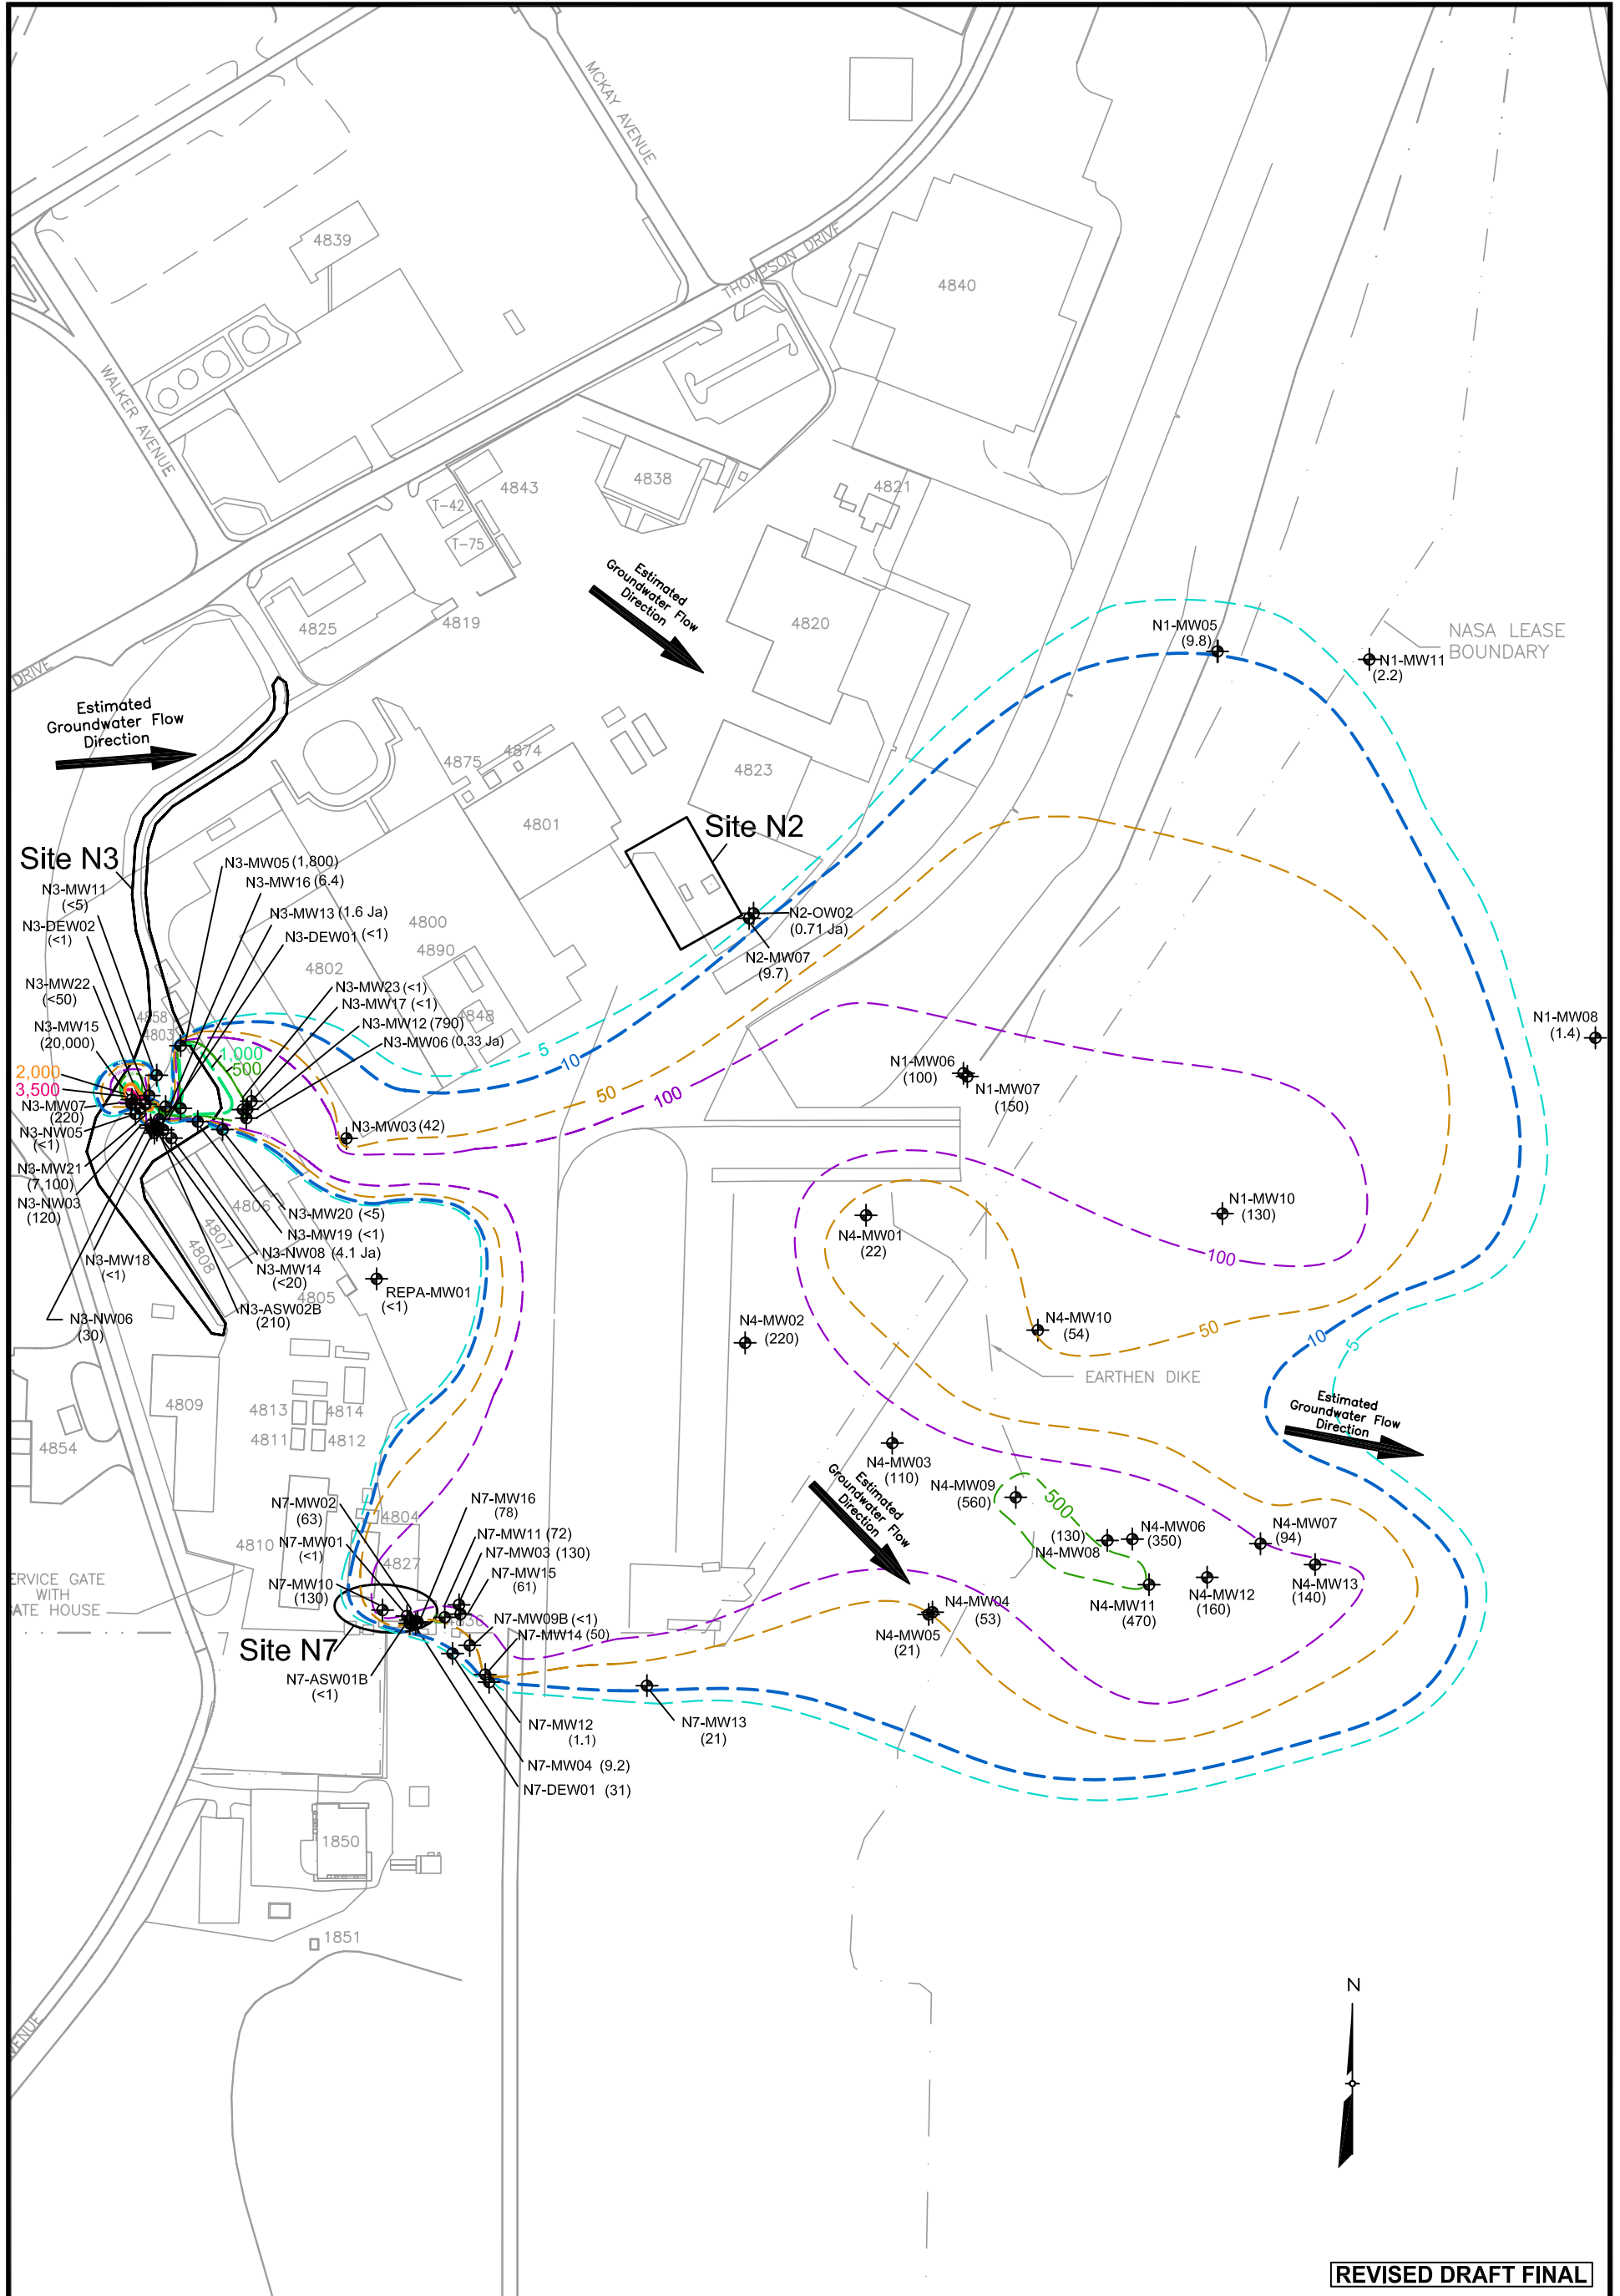 MCKAY AVENUE
4839
THOMPSON DRIVE
4840
WALKER AVENUE
4838
4843
T-42
T-75
4821
Estimated
Groundwater Flow
Direction
4819
4825
4820
N1-MW05
(9.8)
NASA LEASE
BOUNDARY
N1-MW11
(2.2)
DRIVE
Estimated
Groundwater Flow
Direction
4875
4874
4823
4801
Site N2
Site N3
N3-MW05 (1,800)
N3-MW16 (6.4)
N3-MW11
(<5)
N3-MW13 (1.6 Ja)
N3-DEW02
(<1)
N3-DEW01 (<1)
4800
4890
4802
N2-OW02
(0.71 Ja)
N2-MW07
(9.7)
N3-MW22
(<50)
N3-MW23 (<1)
N3-MW17 (<1)
4848
4858
4803
N3-MW15
(20,000)
N3-MW12 (790)
N3-MW06 (0.33 Ja)
N1-MW08
(1.4)
5
10
1,000
500
2,000
3,500
N1-MW06
(100)
N1-MW07
(150)
50
100
N3-MW07
(220)
N3-NW05
(<1)
N3-MW03 (42)
N3-MW21
(7,100)
N3-NW03
(120)
4806
4807
4808
N3-MW20 (<5)
N3-MW19 (<1)
N3-NW08 (4.1 Ja)
N3-MW14
(<20)
N3-MW18
(<1)
N1-MW10
(130)
N4-MW01
(22)
100
4805
REPA-MW01
(<1)
N3-ASW02B
(210)
N3-NW06
(30)
N4-MW02
(220)
N4-MW10
(54)
50
10
5
EARTHEN DIKE
4809
4813
4814
4811
4812
4854
Estimated
Groundwater Flow
Direction
N4-MW03
(110)
Estimated
Groundwater Flow
Direction
N4-MW09
(560)
500
N7-MW02
(63)
N7-MW16
(78)
4804
4810
N7-MW01
(<1)
N7-MW11 (72)
N7-MW03 (130)
4827
N7-MW15
(61)
N7-MW10
(130)
(130)
N4-MW08
N4-MW06
(350)
N4-MW07
(94)
N4-MW13
(140)
N4-MW12
(160)
N4-MW11
(470)
ERVICE GATE
WITH
ATE HOUSE
N4-MW04
(53)
N4-MW05
(21)
N7-MW09B (<1)
N7-MW14 (50)
Site N7
N7-ASW01B
(<1)
N7-MW12
(1.1)
N7-MW13
(21)
N7-MW04 (9.2)
N7-DEW01 (31)
1850
1851
N
VENUE
REVISED DRAFT FINAL